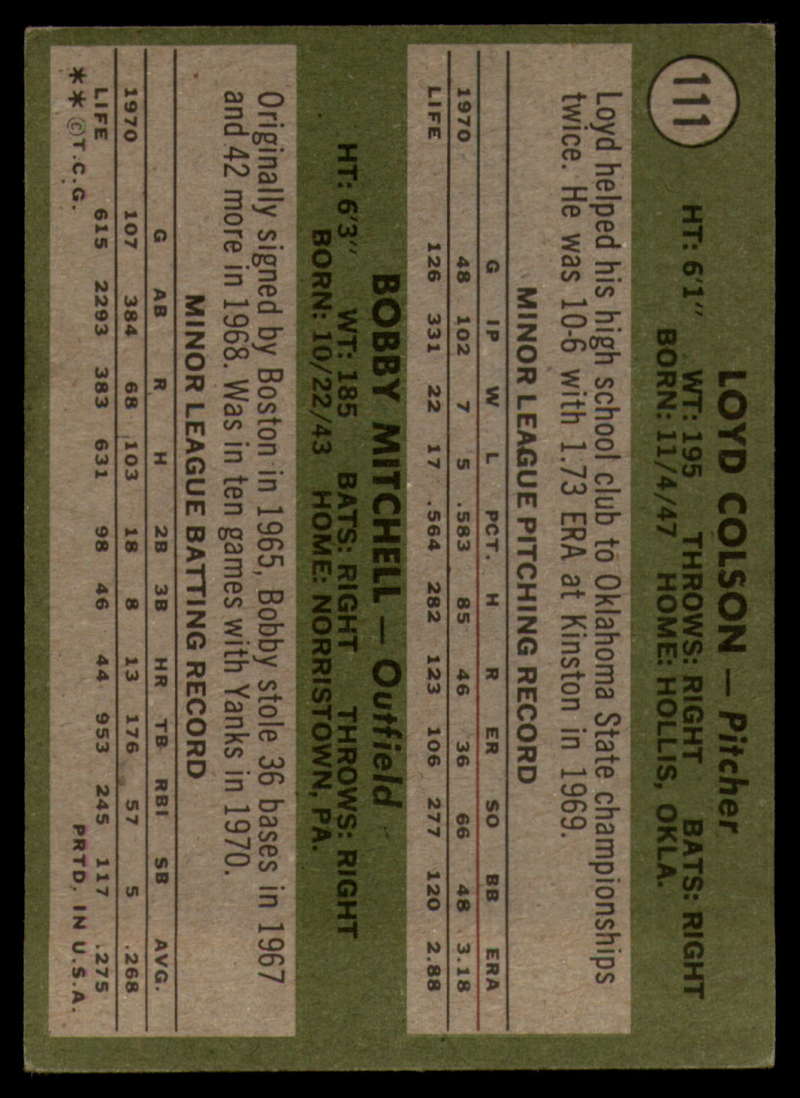 111
LOYD COLSON — Pitcher
HT: 6'1" WT: 195 THROWS: RIGHT BATS: RIGHT
BORN: 11/4/47 HOME: HOLLIS, OKLA.
Loyd helped his high school club to Oklahoma State championships
twice. He was 10-6 with 1.73 ERA at Kinston in 1969.
MINOR LEAGUE PITCHING RECORD
G IP W L PCT. H R ER SO BB ERA
1970 48 102 7 5 .583 85 46 36 66 48 3.18
LIFE 126 331 22 17 .564 282 123 106 277 120 2.88
BOBBY MITCHELL — Outfield
HT: 6'3" WT: 185 BATS: RIGHT THROWS: RIGHT
BORN: 10/22/43 HOME: NORRISTOWN, PA.
Originally signed by Boston in 1965, Bobby stole 36 bases in 1967
and 42 more in 1968. Was in ten games with Yanks in 1970.
MINOR LEAGUE BATTING RECORD
G AB R H 2B 3B HR TB RBI SB AVG.
1970 107 384 68 103 18 8 13 176 57 5 .268
LIFE 615 2293 383 631 98 46 44 953 245 117 .275
**©T.C.G. PRTD. IN U.S.A.